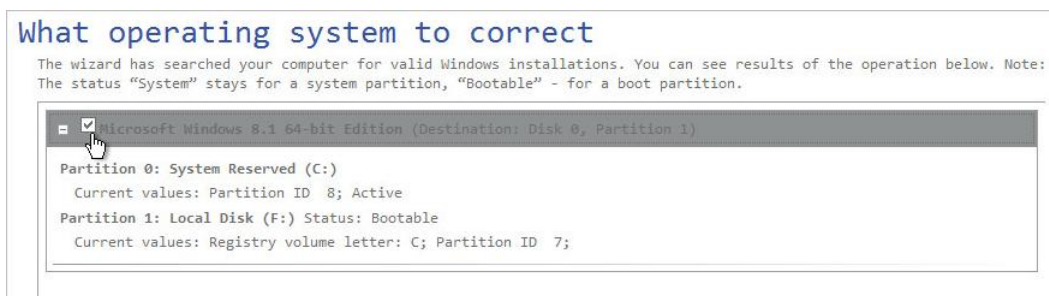 What operating system to correct
The wizard has searched your computer for valid Windows installations. You can see results of the operation below. Note:
The status “System” stays for a system partition, “Bootable” - for a boot partition.
Microsoft Windows 8.1 64-bit Edition (Destination: Disk 0, Partition 1)
Partition 0: System Reserved (C:)
Current values: Partition ID 8; Active
Partition 1: Local Disk (F:) Status: Bootable
Current values: Registry volume letter: C; Partition ID 7;